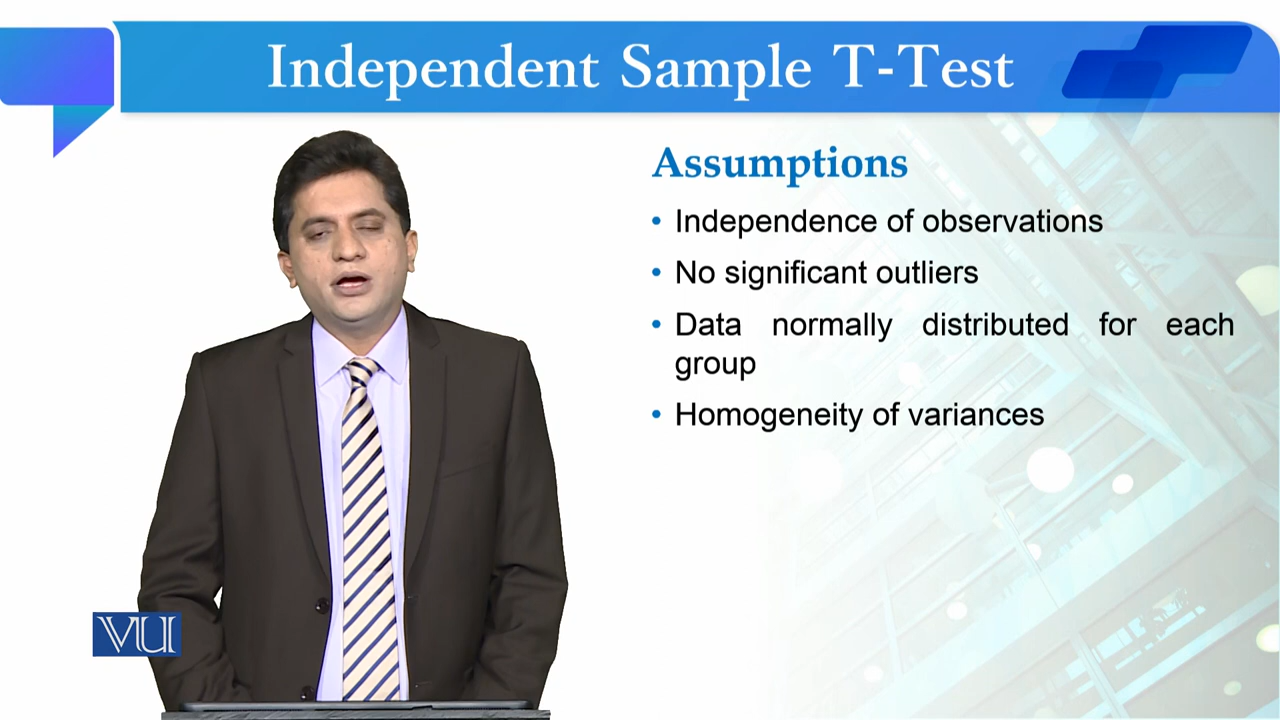 Independent Sample T-Test
Assumptions
• Independence of observations
• No significant outliers
• Data normally distributed for each
group
• Homogeneity of variances
VU